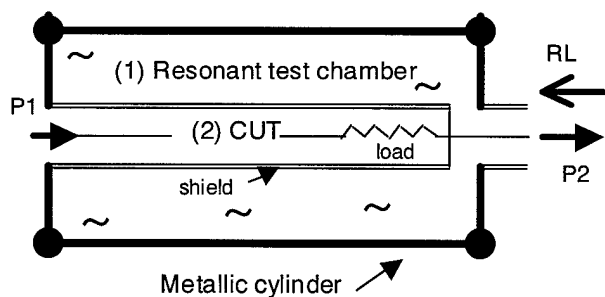 (1) Resonant test chamber
RL
P1
(2) CUT
load
P2
shield
Metallic cylinder